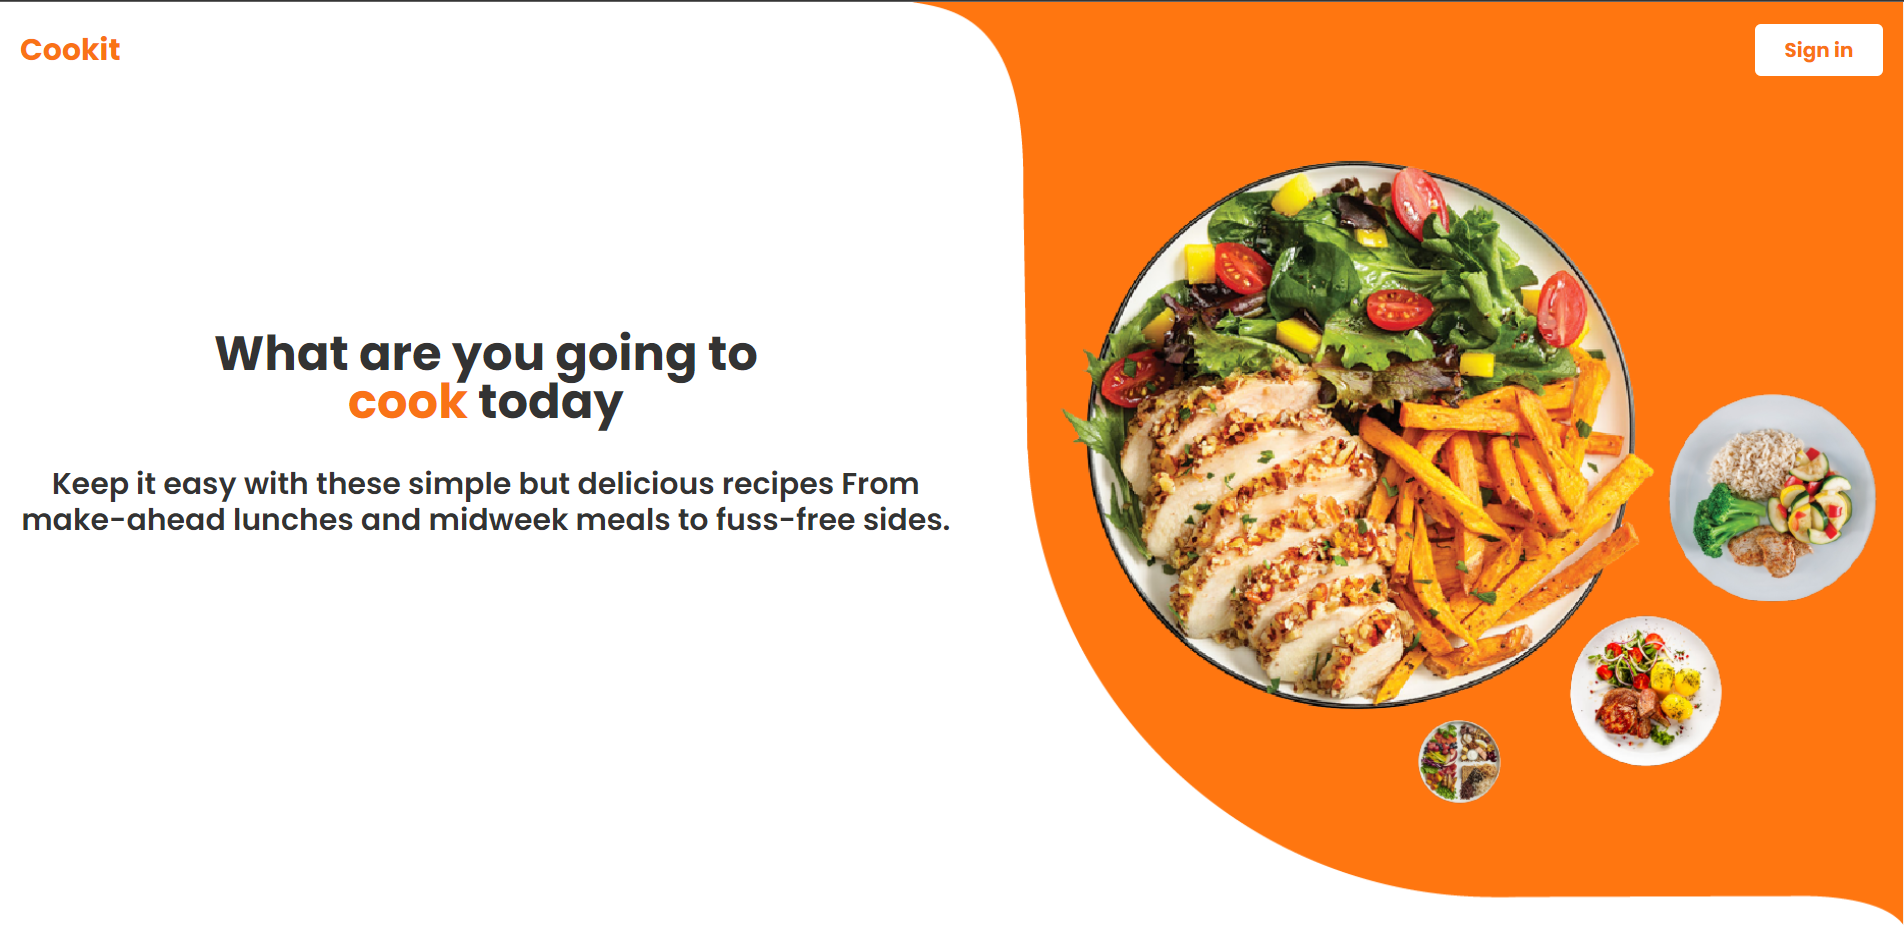 Cookit
Sign in
What are you going to
cook today
Keep it easy with these simple but delicious recipes From
make-ahead lunches and midweek meals to fuss-free sides.